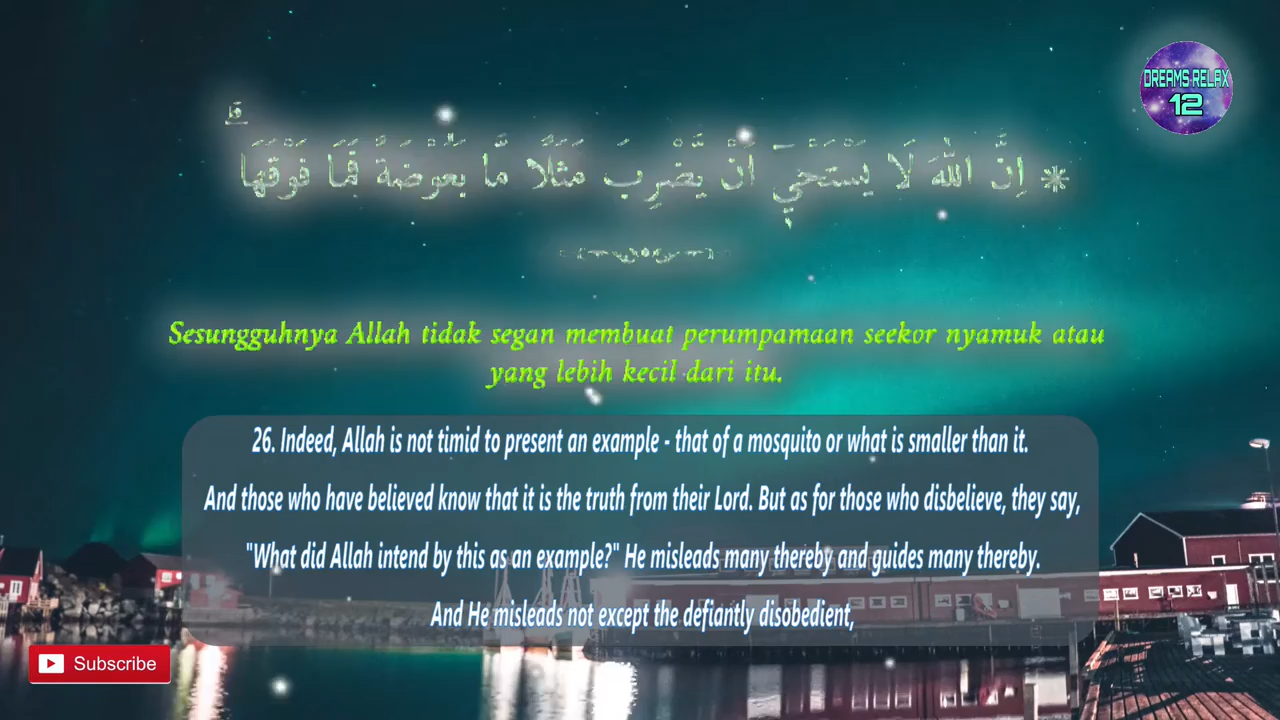 DREAMS RELAX
12
* اِنَّ اللّٰهَ لَا يَسْتَحْيٖٓ اَنْ يَّضْرِبَ مَثَلًا مَّا بَعُوْضَةً فَمَا فَوْقَهَا ۗ
Sesungguhnya Allah tidak segan membuat perumpamaan seekor nyamuk atau
yang lebih kecil dari itu.
26. Indeed, Allah is not timid to present an example - that of a mosquito or what is smaller than it.
And those who have believed know that it is the truth from their Lord. But as for those who disbelieve, they say,
"What did Allah intend by this as an example?" He misleads many thereby and guides many thereby.
And He misleads not except the defiantly disobedient,
Subscribe